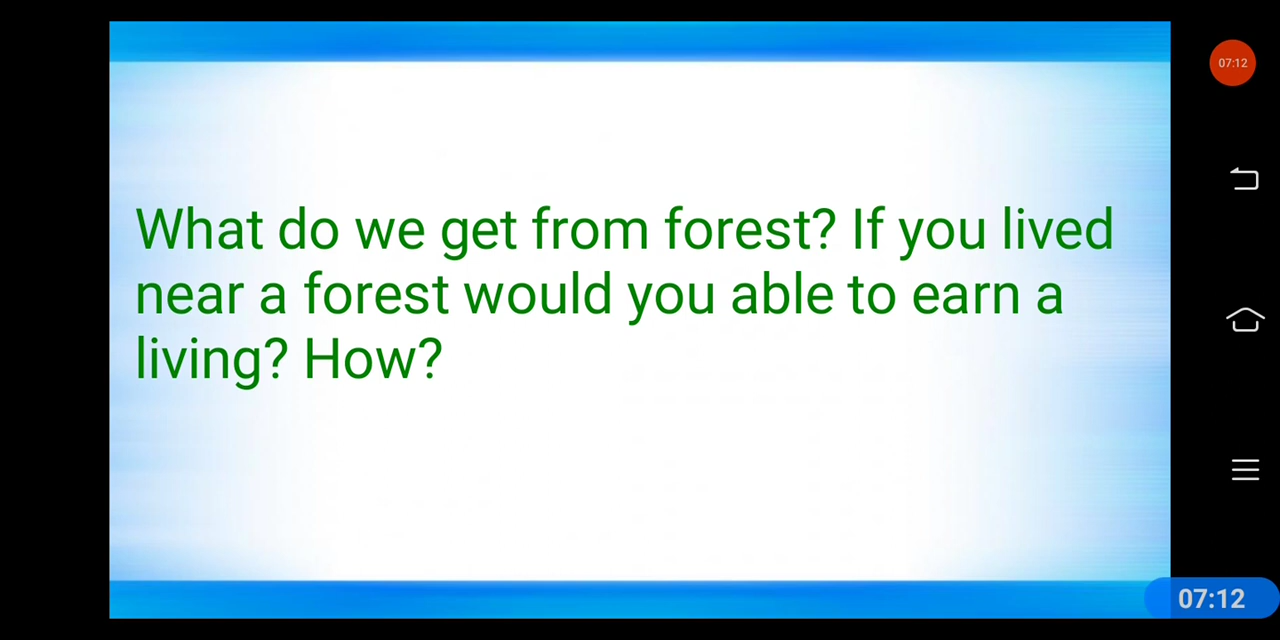 07:12
What do we get from forest? If you lived
near a forest would you able to earn a
living? How?
07:12